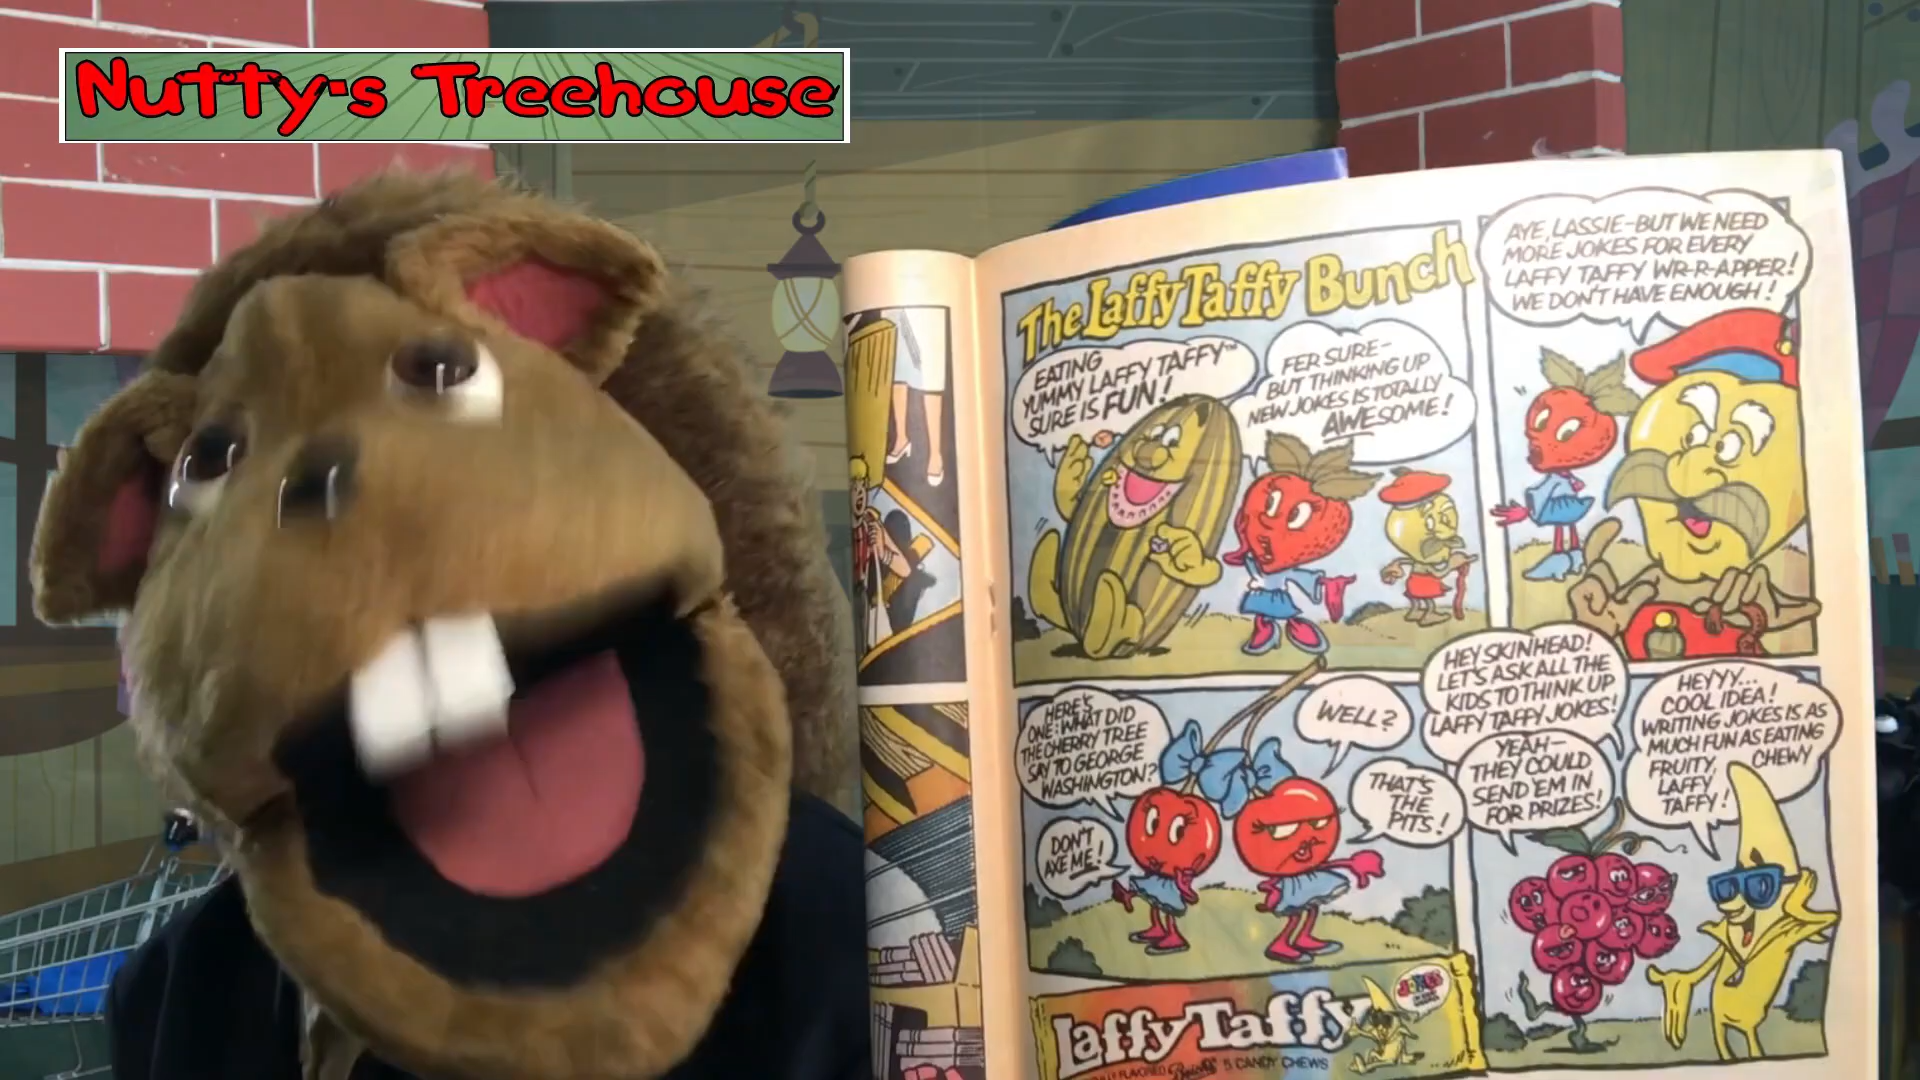 Nutty's Treehouse
The Laffy Taffy Bunch
EATING
YUMMY LAFFY TAFFY™
SURE IS FUN!
FER SURE-
BUT THINKING UP
NEW JOKES IS TOTALLY
AWESOME!
AYE, LASSIE-BUT WE NEED
MORE JOKES FOR EVERY
LAFFY TAFFY WR-R-APPER!
WE DON'T HAVE ENOUGH!
HERE'S
ONE: WHAT DID
THE CHERRY TREE
SAY TO GEORGE
WASHINGTON?
WELL?
DON'T
AXE ME!
THAT'S
THE
PITS!
HEY SKINHEAD!
LET'S ASK ALL THE
KIDS TO THINK UP
LAFFY TAFFY JOKES!
YEAH-
THEY COULD
SEND 'EM IN
FOR PRIZES!
HEYYY...
COOL IDEA!
WRITING JOKES IS AS
MUCH FUN AS EATING
FRUITY, CHEWY
LAFFY
TAFFY!
Laffy Taffy
JOKES
FLAVORED 5 CANDY CHEWS